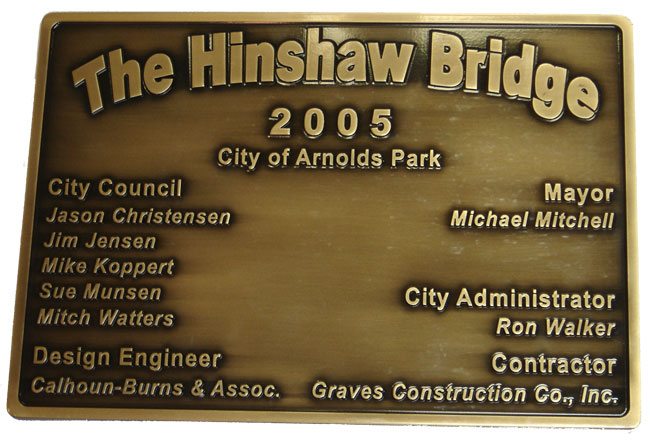 The Hinshaw Bridge
2005
City of Arnolds Park
City Council
Jason Christensen
Jim Jensen
Mike Koppert
Sue Munsen
Mitch Watters
Mayor
Michael Mitchell
City Administrator
Ron Walker
Design Engineer
Calhoun-Burns & Assoc.
Contractor
Graves Construction Co., Inc.